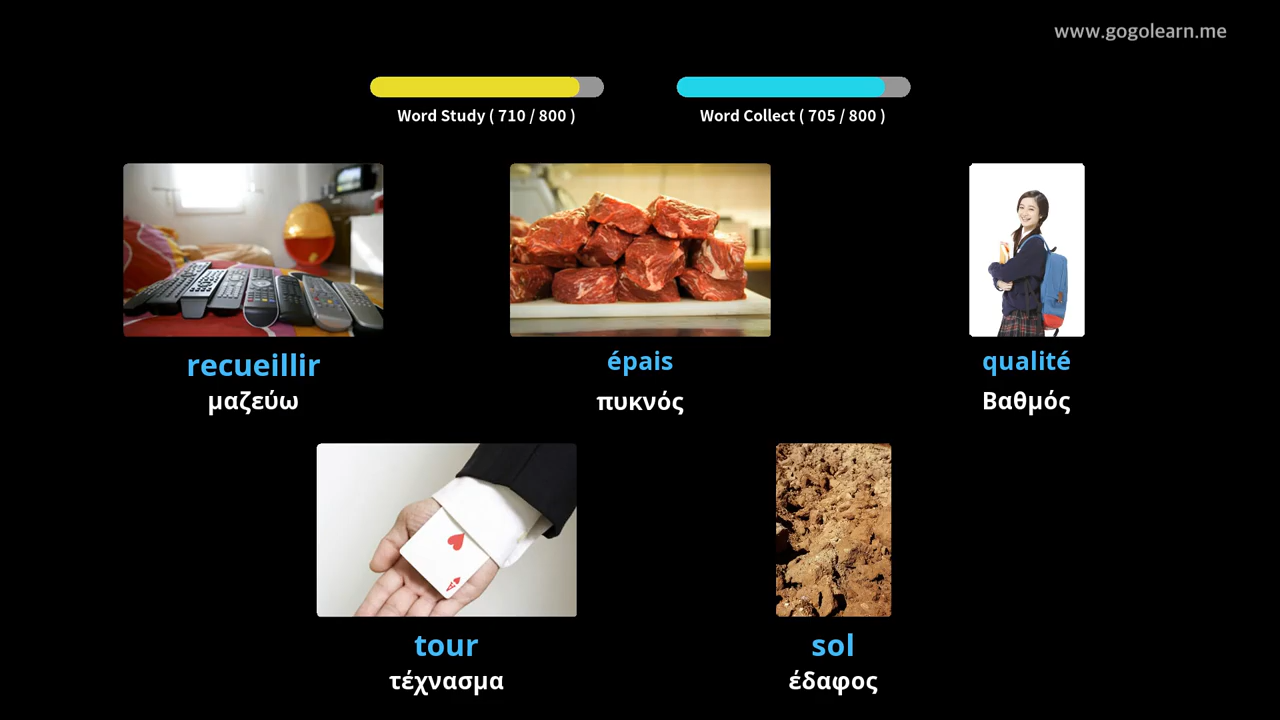 www.gogolearn.me
Word Study ( 710 / 800 )
Word Collect ( 705 / 800 )
recueillir
μαζεύω
épais
πυκνός
qualité
Βαθμός
tour
τέχνασμα
sol
έδαφος